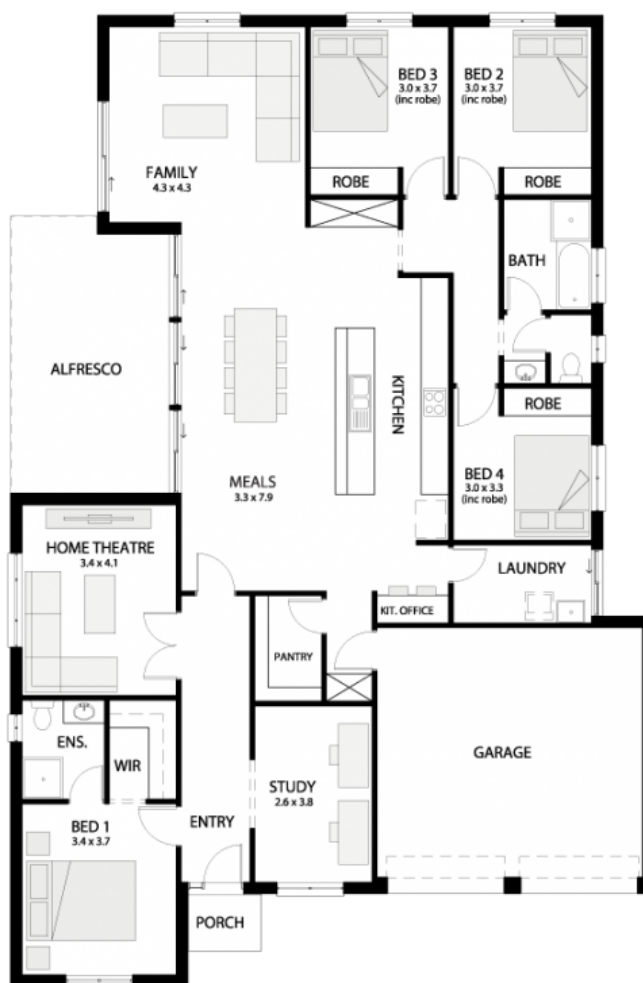 BED 3
3.0 x 3.7
(inc robe)
BED 2
3.0 x 3.7
(inc robe)
FAMILY
4.3 x 4.3
ROBE
ROBE
BATH
ALFRESCO
KITCHEN
ROBE
MEALS
3.3 x 7.9
BED 4
3.0 x 3.3
(inc robe)
HOME THEATRE
3.4 x 4.1
LAUNDRY
KIT. OFFICE
PANTRY
ENS.
WIR
STUDY
2.6 x 3.8
GARAGE
BED 1
3.4 x 3.7
ENTRY
PORCH